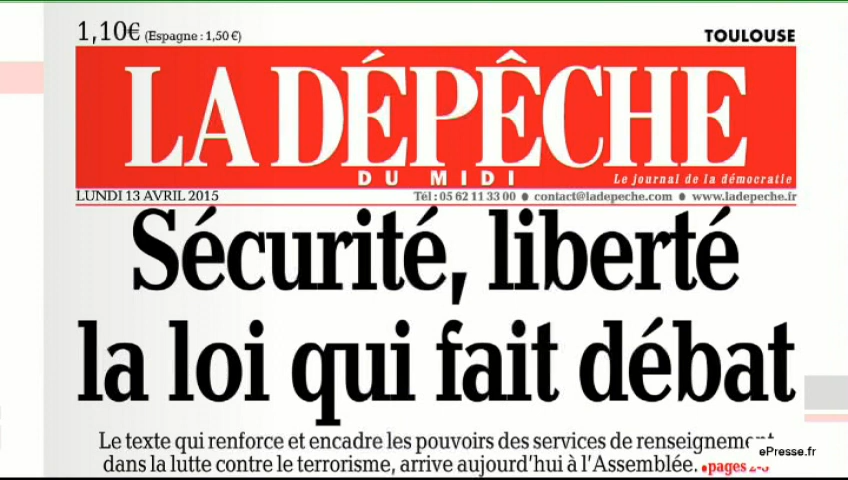 1,10€ (Espagne : 1,50 €)
TOULOUSE
LA DÉPÊCHE
DU MIDI
Le journal de la démocratie
LUNDI 13 AVRIL 2015
Tél : 05 62 11 33 00 ● contact@ladepeche.com ● www.ladepeche.fr
Sécurité, liberté
la loi qui fait débat
Le texte qui renforce et encadre les pouvoirs des services de renseignement
dans la lutte contre le terrorisme, arrive aujourd'hui à l'Assemblée. ●pages
ePresse.fr